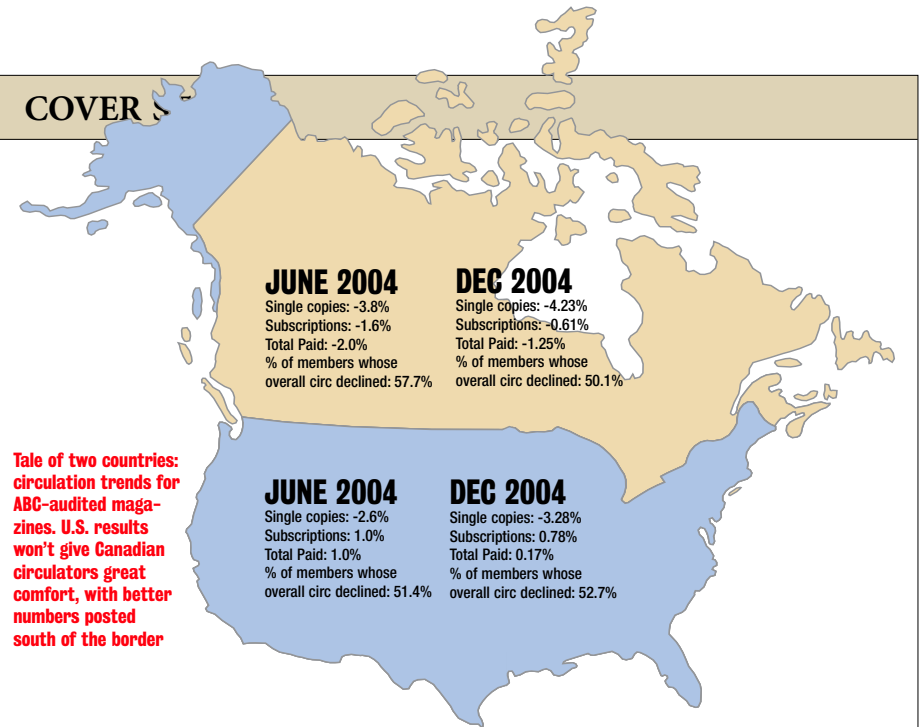 COVER
JUNE 2004
Single copies: -3.8%
Subscriptions: -1.6%
Total Paid: -2.0%
% of members whose
overall circ declined: 57.7%
DEC 2004
Single copies: -4.23%
Subscriptions: -0.61%
Total Paid: -1.25%
% of members whose
overall circ declined: 50.1%
Tale of two countries:
circulation trends for
ABC-audited maga-
zines. U.S. results
won't give Canadian
circulators great
comfort, with better
numbers posted
south of the border
JUNE 2004
Single copies: -2.6%
Subscriptions: 1.0%
Total Paid: 1.0%
% of members whose
overall circ declined: 51.4%
DEC 2004
Single copies: -3.28%
Subscriptions: 0.78%
Total Paid: 0.17%
% of members whose
overall circ declined: 52.7%